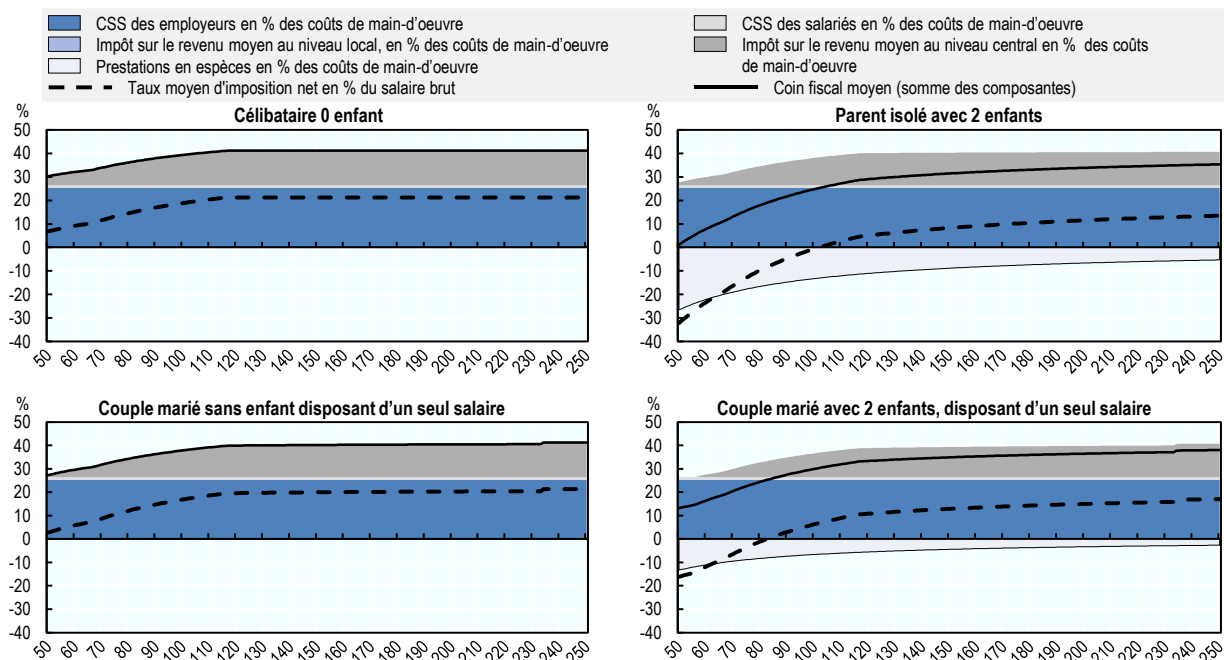 CSS des employeurs en % des coûts de main-d'oeuvre
CSS des salariés en % des coûts de main-d'oeuvre
Impôt sur le revenu moyen au niveau local, en % des coûts de main-d'oeuvre
Impôt sur le revenu moyen au niveau central en % des coûts
de main-d'oeuvre
Prestations en espèces en % des coûts de main-d'oeuvre
Taux moyen d'imposition net en % du salaire brut
Coin fiscal moyen (somme des composantes)
%
Célibataire 0 enfant
50
40
30
20
10
0
-10
-20
-30
-40
50 60 70 80 90 100 110 120 130 140 150 160 170 180 190 200 210 220 230 240 250
%
Parent isolé avec 2 enfants
50
40
30
20
10
0
-10
-20
-30
-40
50 60 70 80 90 100 110 120 130 140 150 160 170 180 190 200 210 220 230 240 250
%
Couple marié sans enfant disposant d'un seul salaire
50
40
30
20
10
0
-10
-20
-30
-40
50 60 70 80 90 100 110 120 130 140 150 160 170 180 190 200 210 220 230 240 250
%
Couple marié avec 2 enfants, disposant d'un seul salaire
50
40
30
20
10
0
-10
-20
-30
-40
50 60 70 80 90 100 110 120 130 140 150 160 170 180 190 200 210 220 230 240 250